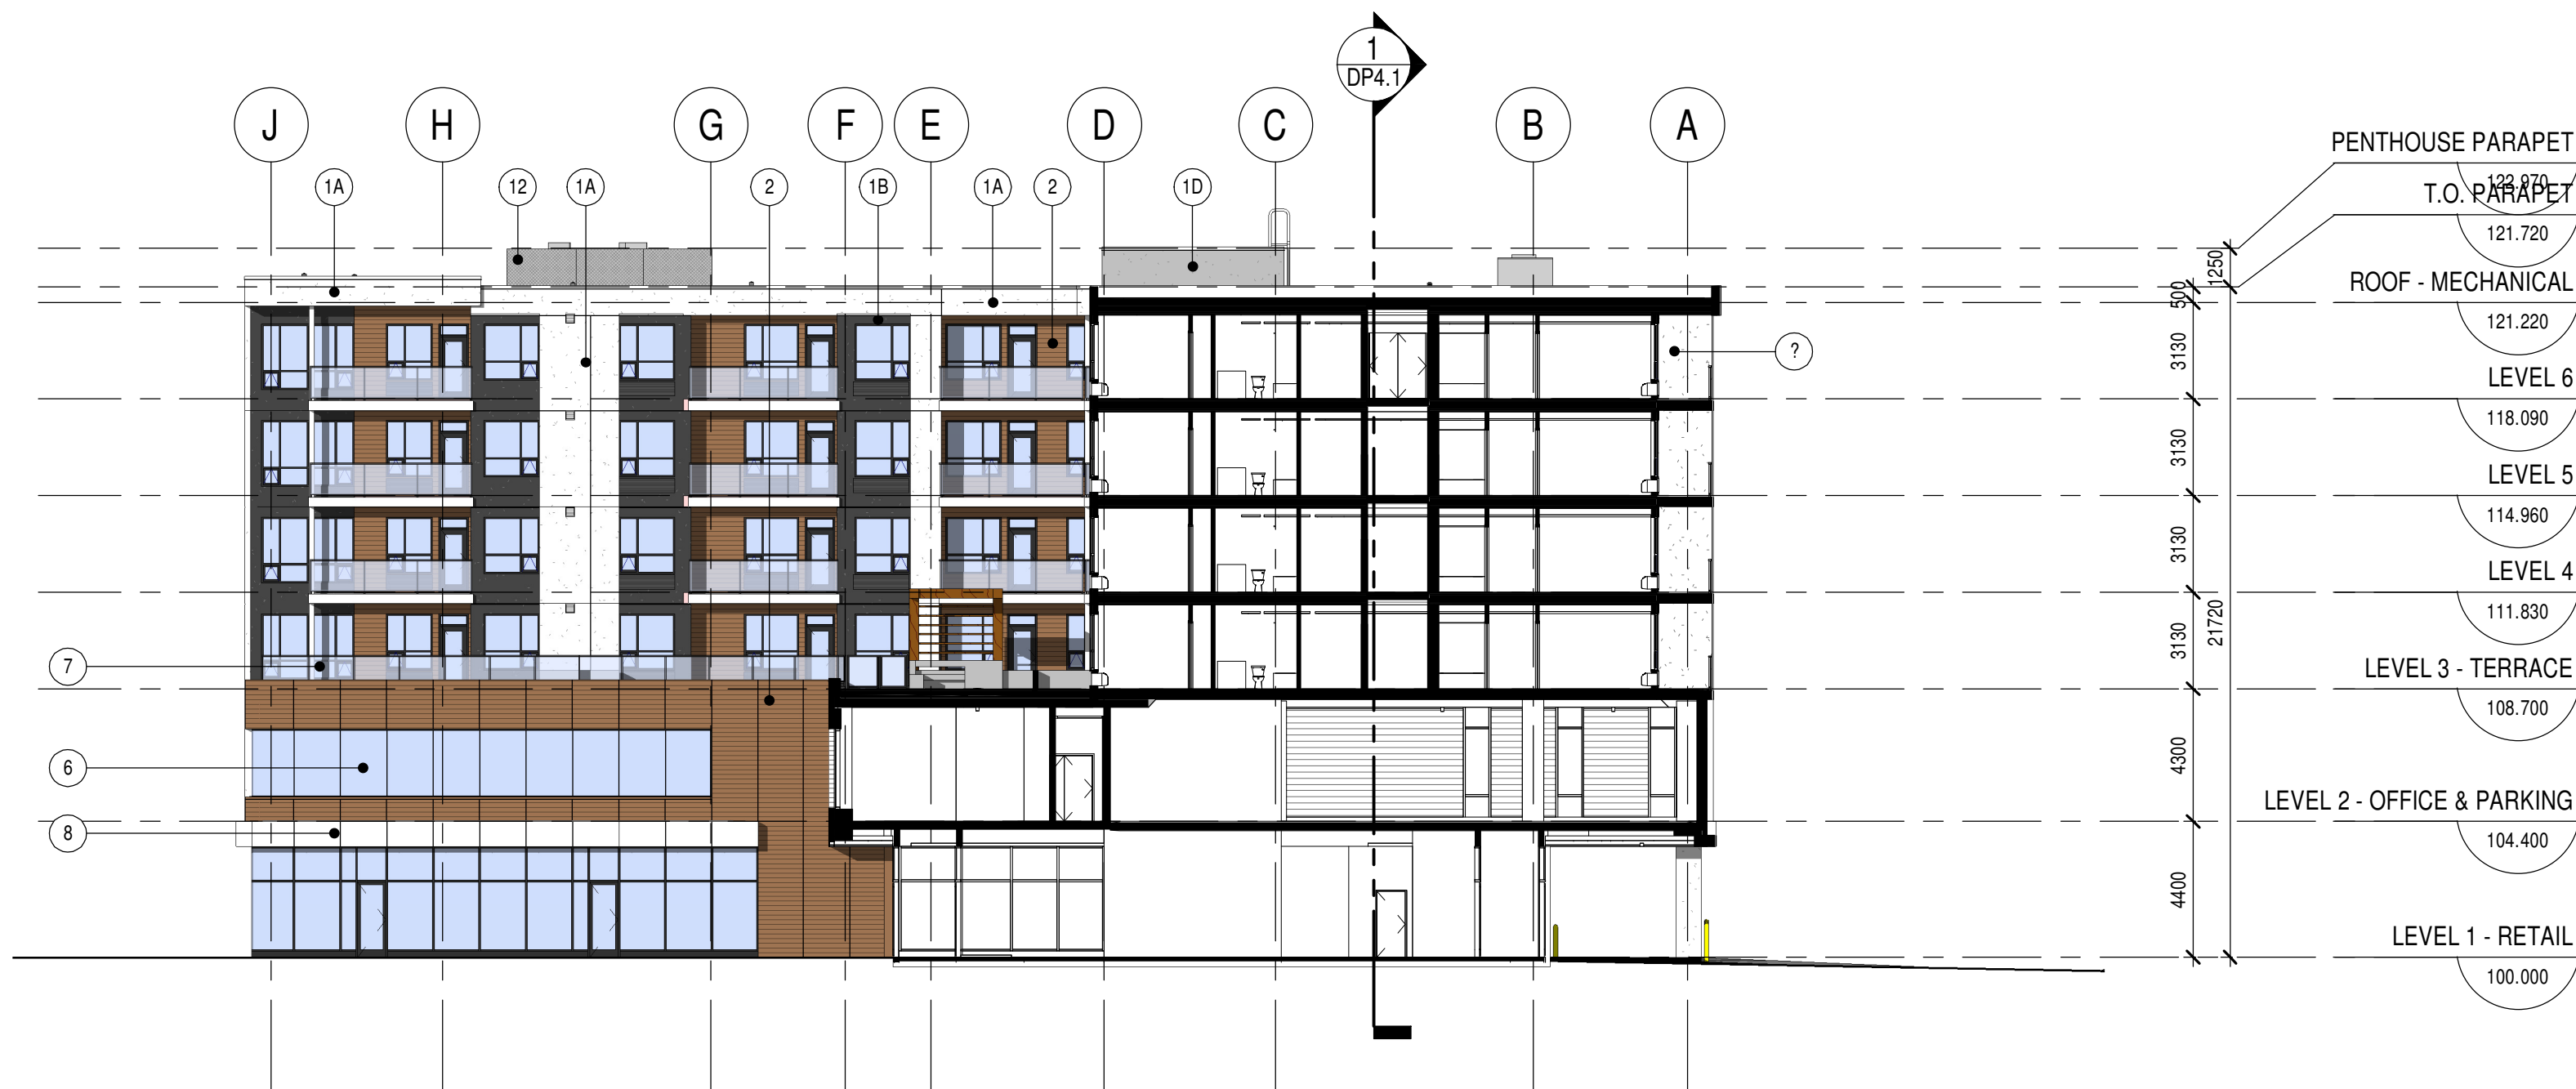 1
DP4.1
J
H
G
F
E
D
C
B
A
1A
12
1A
2
1B
1A
2
1D
?
7
6
8
PENTHOUSE PARAPET
122.970
T.O. PARAPET
121.720
ROOF - MECHANICAL
121.220
LEVEL 6
118.090
LEVEL 5
114.960
LEVEL 4
111.830
LEVEL 3 - TERRACE
108.700
LEVEL 2 - OFFICE & PARKING
104.400
LEVEL 1 - RETAIL
100.000
1250
500
3130
3130
3130
3130
21720
4300
4400